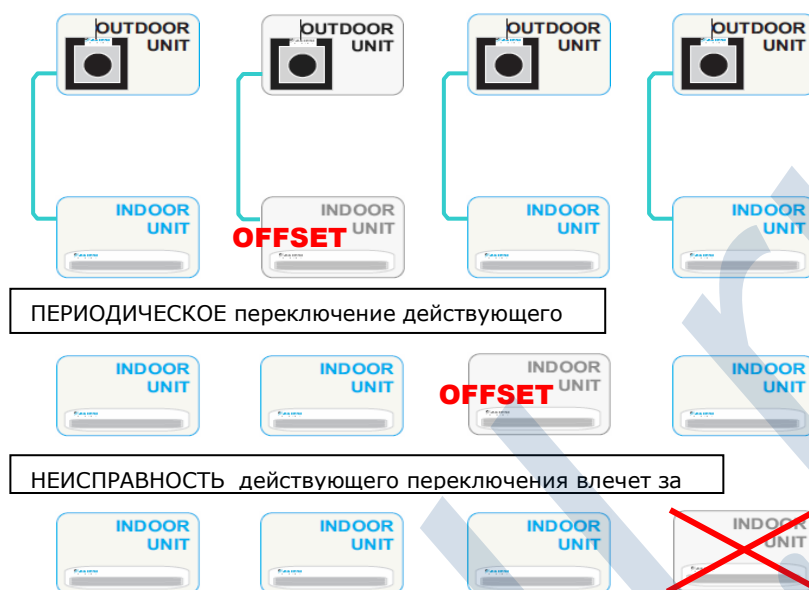 OUTDOOR OUTDOOR OUTDOOR OUTDOOR
UNIT UNIT UNIT UNIT
INDOOR INDOOR INDOOR INDOOR
UNIT UNIT UNIT UNIT
OFFSET
ПЕРИОДИЧЕСКОЕ переключение действующего
INDOOR INDOOR INDOOR INDOOR
UNIT UNIT UNIT UNIT
OFFSET
НЕИСПРАВНОСТЬ действующего переключения влечет за
INDOOR INDOOR INDOOR INDOOR
UNIT UNIT UNIT UNIT